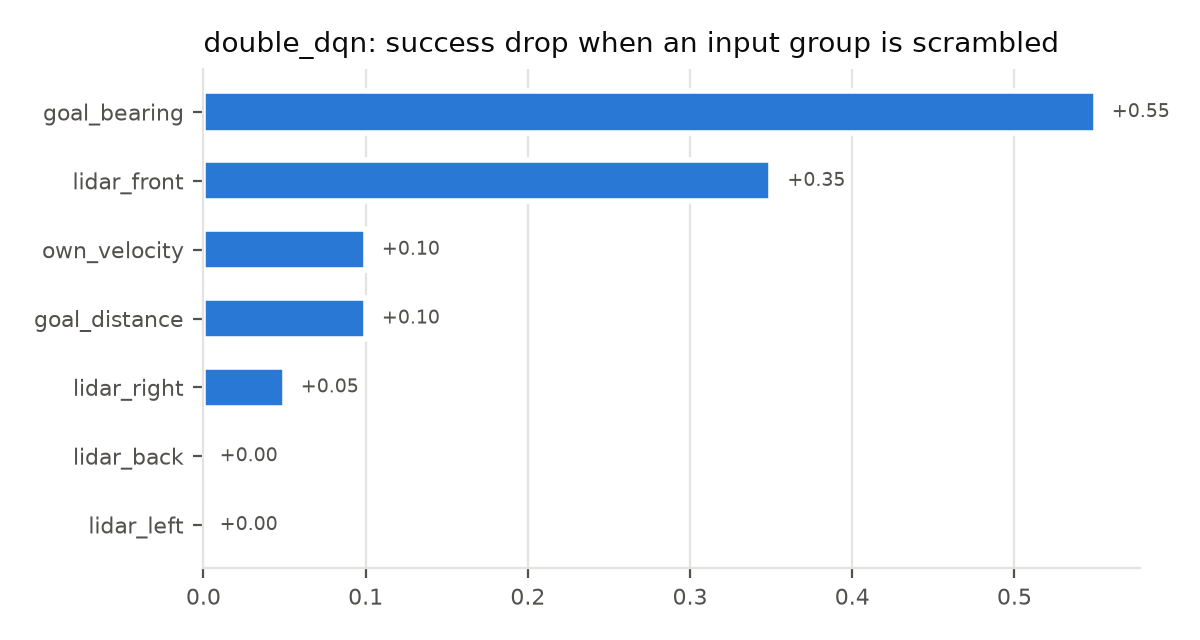 double_dqn: success drop when an input group is scrambled
goal_bearing +0.55
lidar_front +0.35
own_velocity +0.10
goal_distance +0.10
lidar_right +0.05
lidar_back +0.00
lidar_left +0.00
0.0 0.1 0.2 0.3 0.4 0.5